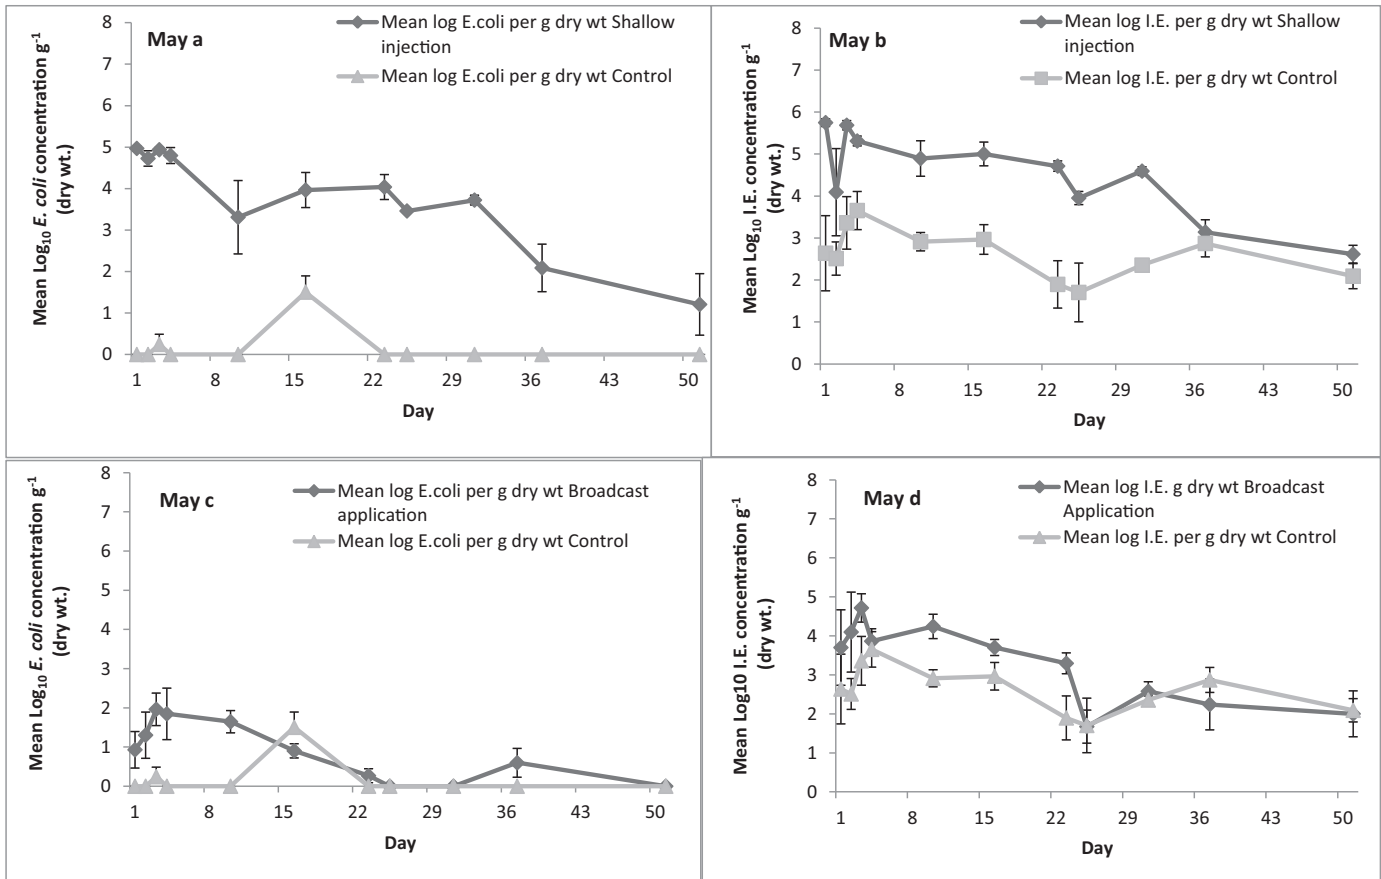 May a
Mean log E.coli per g dry wt Shallow
injection
Mean log E.coli per g dry wt Control
Mean Log₁₀ E. coli concentration g⁻¹
(dry wt.)
8
7
6
5
4
3
2
1
0
1 8 15 22 29 36 43 50
Day
May b
Mean log I.E. per g dry wt Shallow
injection
Mean log I.E. per g dry wt Control
Mean Log₁₀ I.E. concentration g⁻¹
(dry wt.)
8
7
6
5
4
3
2
1
0
1 8 15 22 29 36 43 50
Day
May c
Mean log E.coli per g dry wt Broadcast
application
Mean log E.coli per g dry wt Control
Mean Log₁₀ E. coli concentration g⁻¹
(dry wt.)
8
7
6
5
4
3
2
1
0
1 8 15 22 29 36 43 50
Day
May d
Mean log I.E. g dry wt Broadcast
Application
Mean log I.E. per g dry wt Control
Mean Log10 I.E. concentration g⁻¹
(dry wt.)
8
7
6
5
4
3
2
1
0
1 8 15 22 29 36 43 50
Day